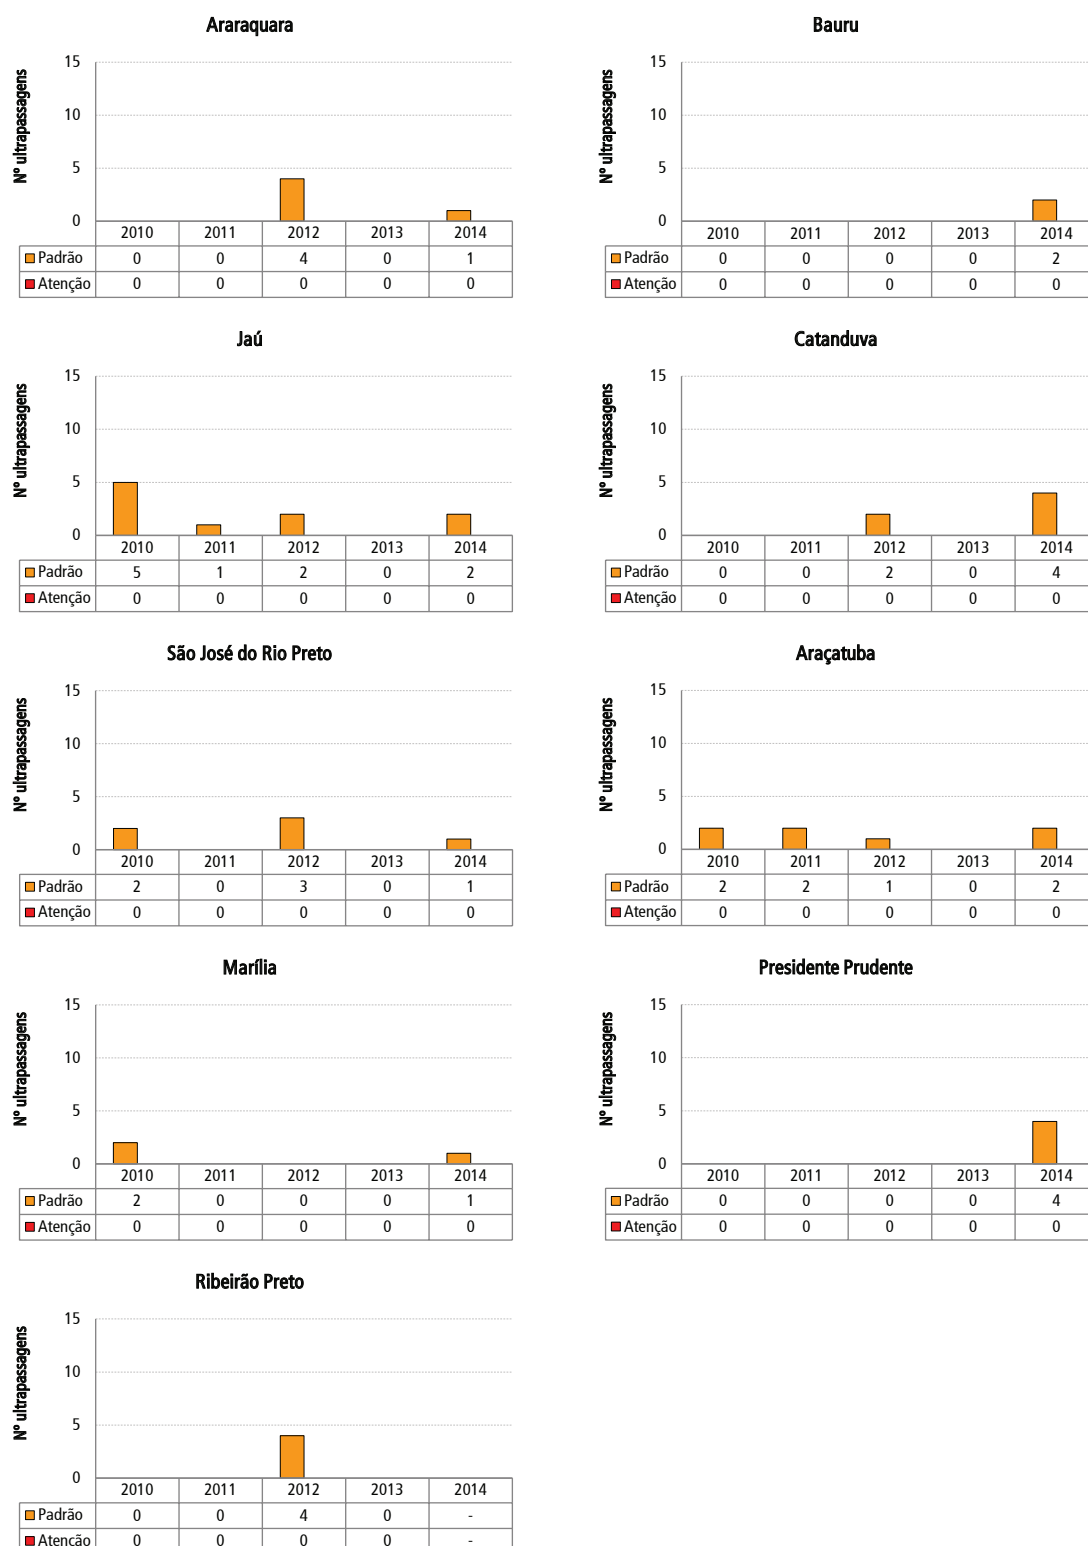 Araraquara
Nº ultrapassagens
15
10
5
0
2010 2011 2012 2013 2014
Padrão 0 0 4 0 1
Atenção 0 0 0 0 0
Bauru
Nº ultrapassagens
15
10
5
0
2010 2011 2012 2013 2014
Padrão 0 0 0 0 2
Atenção 0 0 0 0 0
Jaú
Nº ultrapassagens
15
10
5
0
2010 2011 2012 2013 2014
Padrão 5 1 2 0 2
Atenção 0 0 0 0 0
Catanduva
Nº ultrapassagens
15
10
5
0
2010 2011 2012 2013 2014
Padrão 0 0 2 0 4
Atenção 0 0 0 0 0
São José do Rio Preto
Nº ultrapassagens
15
10
5
0
2010 2011 2012 2013 2014
Padrão 2 0 3 0 1
Atenção 0 0 0 0 0
Araçatuba
Nº ultrapassagens
15
10
5
0
2010 2011 2012 2013 2014
Padrão 2 2 1 0 2
Atenção 0 0 0 0 0
Marília
Nº ultrapassagens
15
10
5
0
2010 2011 2012 2013 2014
Padrão 2 0 0 0 1
Atenção 0 0 0 0 0
Presidente Prudente
Nº ultrapassagens
15
10
5
0
2010 2011 2012 2013 2014
Padrão 0 0 0 0 4
Atenção 0 0 0 0 0
Ribeirão Preto
Nº ultrapassagens
15
10
5
0
2010 2011 2012 2013 2014
Padrão 0 0 4 0 -
Atenção 0 0 0 0 -